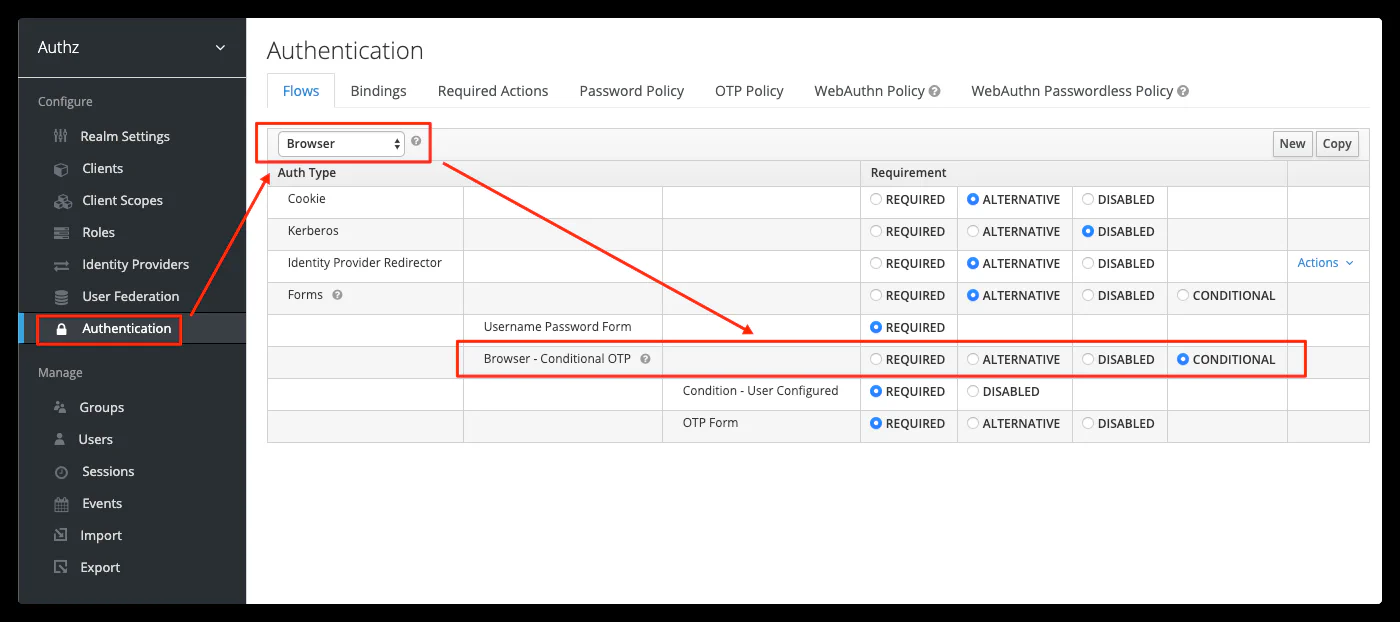 Authz
Configure
Realm Settings
Clients
Client Scopes
Roles
Identity Providers
User Federation
Authentication
Manage
Groups
Users
Sessions
Events
Import
Export
Authentication
Flows Bindings Required Actions Password Policy OTP Policy WebAuthn Policy ? WebAuthn Passwordless Policy ?
Browser ? New Copy
Auth Type Requirement
Cookie REQUIRED ALTERNATIVE DISABLED
Kerberos REQUIRED ALTERNATIVE DISABLED
Identity Provider Redirector REQUIRED ALTERNATIVE DISABLED Actions
Forms ? REQUIRED ALTERNATIVE DISABLED CONDITIONAL
Username Password Form REQUIRED
Browser - Conditional OTP ? REQUIRED ALTERNATIVE DISABLED CONDITIONAL
Condition - User Configured REQUIRED DISABLED
OTP Form REQUIRED ALTERNATIVE DISABLED